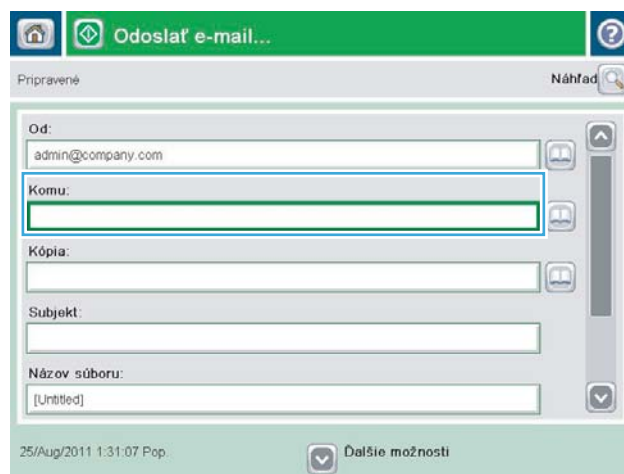 Odoslať e-mail...
Pripravené Náhľad
Od:
admin@company.com
Komu:
Kópia:
Subjekt:
Názov súboru:
[Untitled]
25/Aug/2011 1:31:07 Pop. Ďalšie možnosti